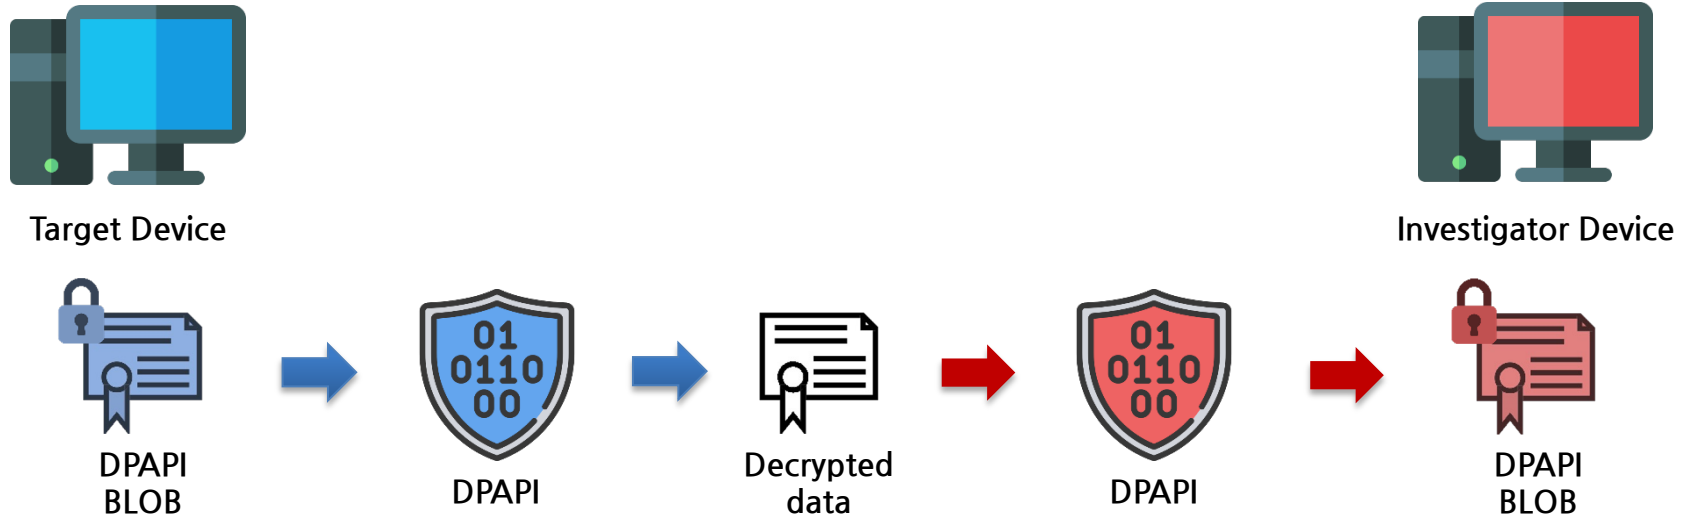 Target Device
Investigator Device
01
0110
00
01
0110
00
DPAPI
BLOB
DPAPI
Decrypted
data
DPAPI
DPAPI
BLOB